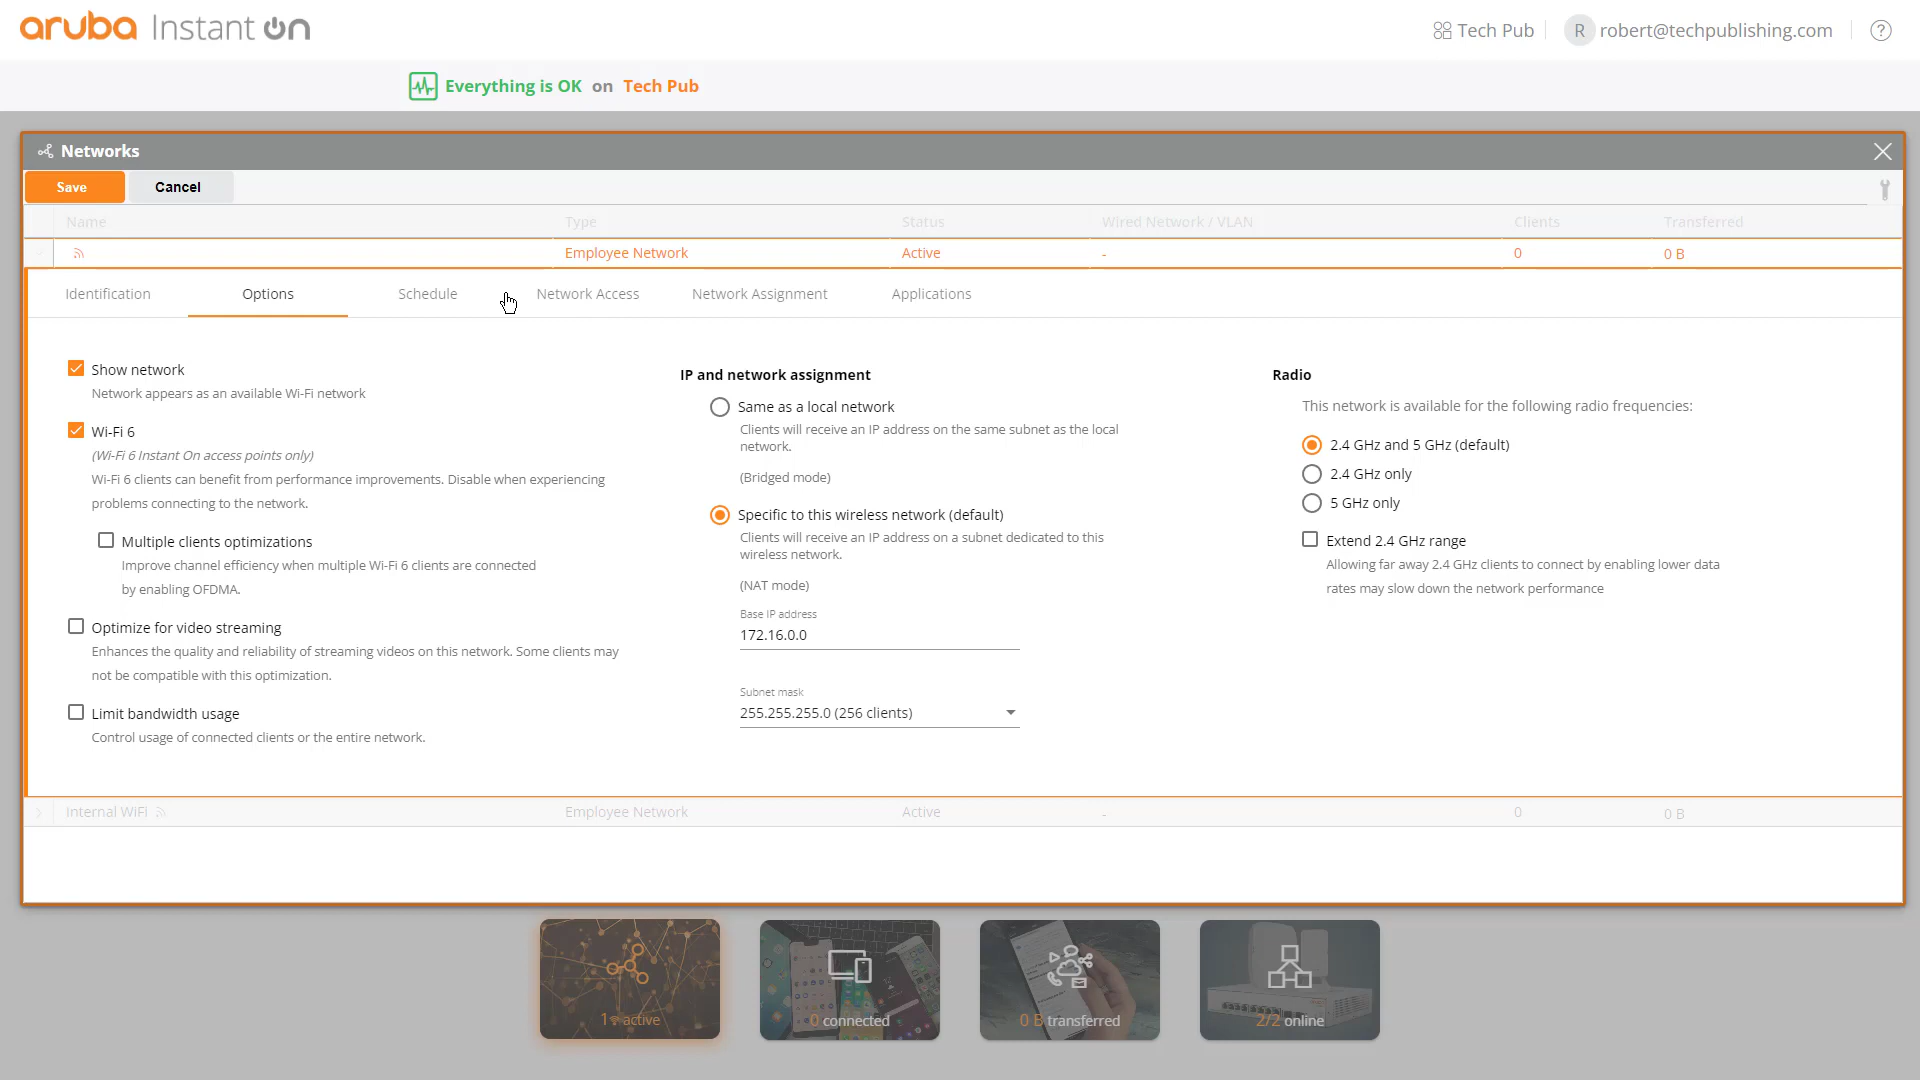 aruba Instant On
Tech Pub
R robert@techpublishing.com
?
Everything is OK on Tech Pub
Networks
Save Cancel
Name Type Status Wired Network / VLAN Clients Transferred
Employee Network Active - 0 0 B
Identification Options Schedule Network Access Network Assignment Applications
Show network
Network appears as an available Wi-Fi network
Wi-Fi 6
(Wi-Fi 6 Instant On access points only)
Wi-Fi 6 clients can benefit from performance improvements. Disable when experiencing
problems connecting to the network.
Multiple clients optimizations
Improve channel efficiency when multiple Wi-Fi 6 clients are connected
by enabling OFDMA.
Optimize for video streaming
Enhances the quality and reliability of streaming videos on this network. Some clients may
not be compatible with this optimization.
Limit bandwidth usage
Control usage of connected clients or the entire network.
IP and network assignment
Same as a local network
Clients will receive an IP address on the same subnet as the local
network.
(Bridged mode)
Specific to this wireless network (default)
Clients will receive an IP address on a subnet dedicated to this
wireless network.
(NAT mode)
Base IP address
172.16.0.0
Subnet mask
255.255.255.0 (256 clients)
Radio
This network is available for the following radio frequencies:
2.4 GHz and 5 GHz (default)
2.4 GHz only
5 GHz only
Extend 2.4 GHz range
Allowing far away 2.4 GHz clients to connect by enabling lower data
rates may slow down the network performance
Internal WiFi Employee Network Active - 0 0 B
1 active
0 connected
0 B transferred
2/2 online